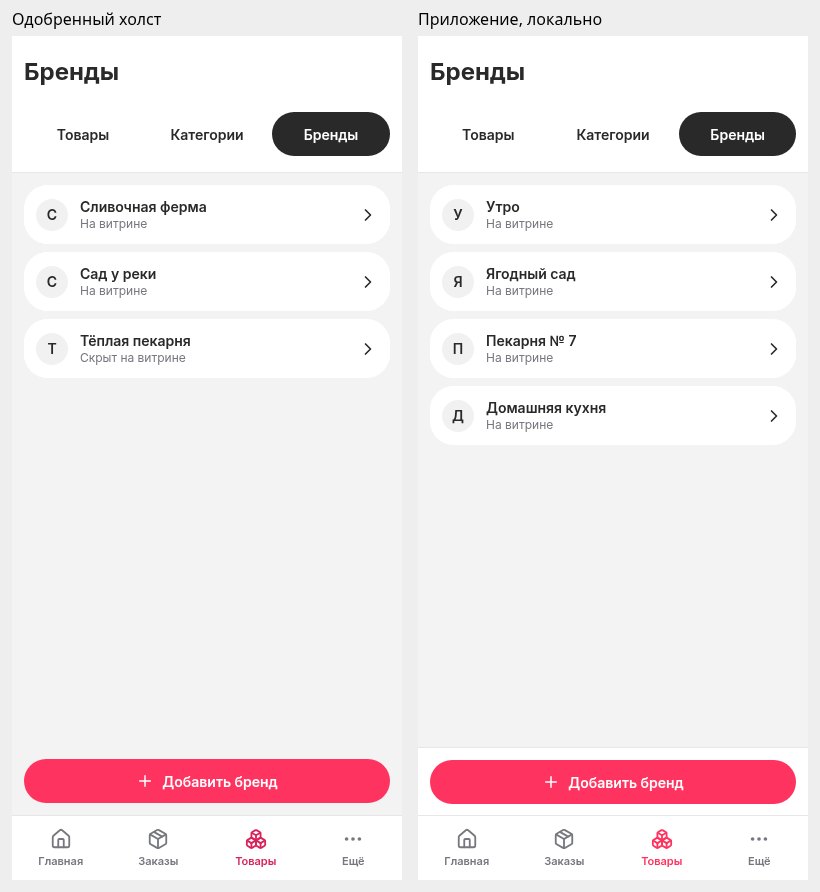 Одобренный холст
Бренды
Товары Категории Бренды
С
Сливочная ферма
На витрине
С
Сад у реки
На витрине
Т
Тёплая пекарня
Скрыт на витрине
+ Добавить бренд
Главная Заказы Товары Ещё
Приложение, локально
Бренды
Товары Категории Бренды
У
Утро
На витрине
Я
Ягодный сад
На витрине
П
Пекарня № 7
На витрине
Д
Домашняя кухня
На витрине
+ Добавить бренд
Главная Заказы Товары Ещё